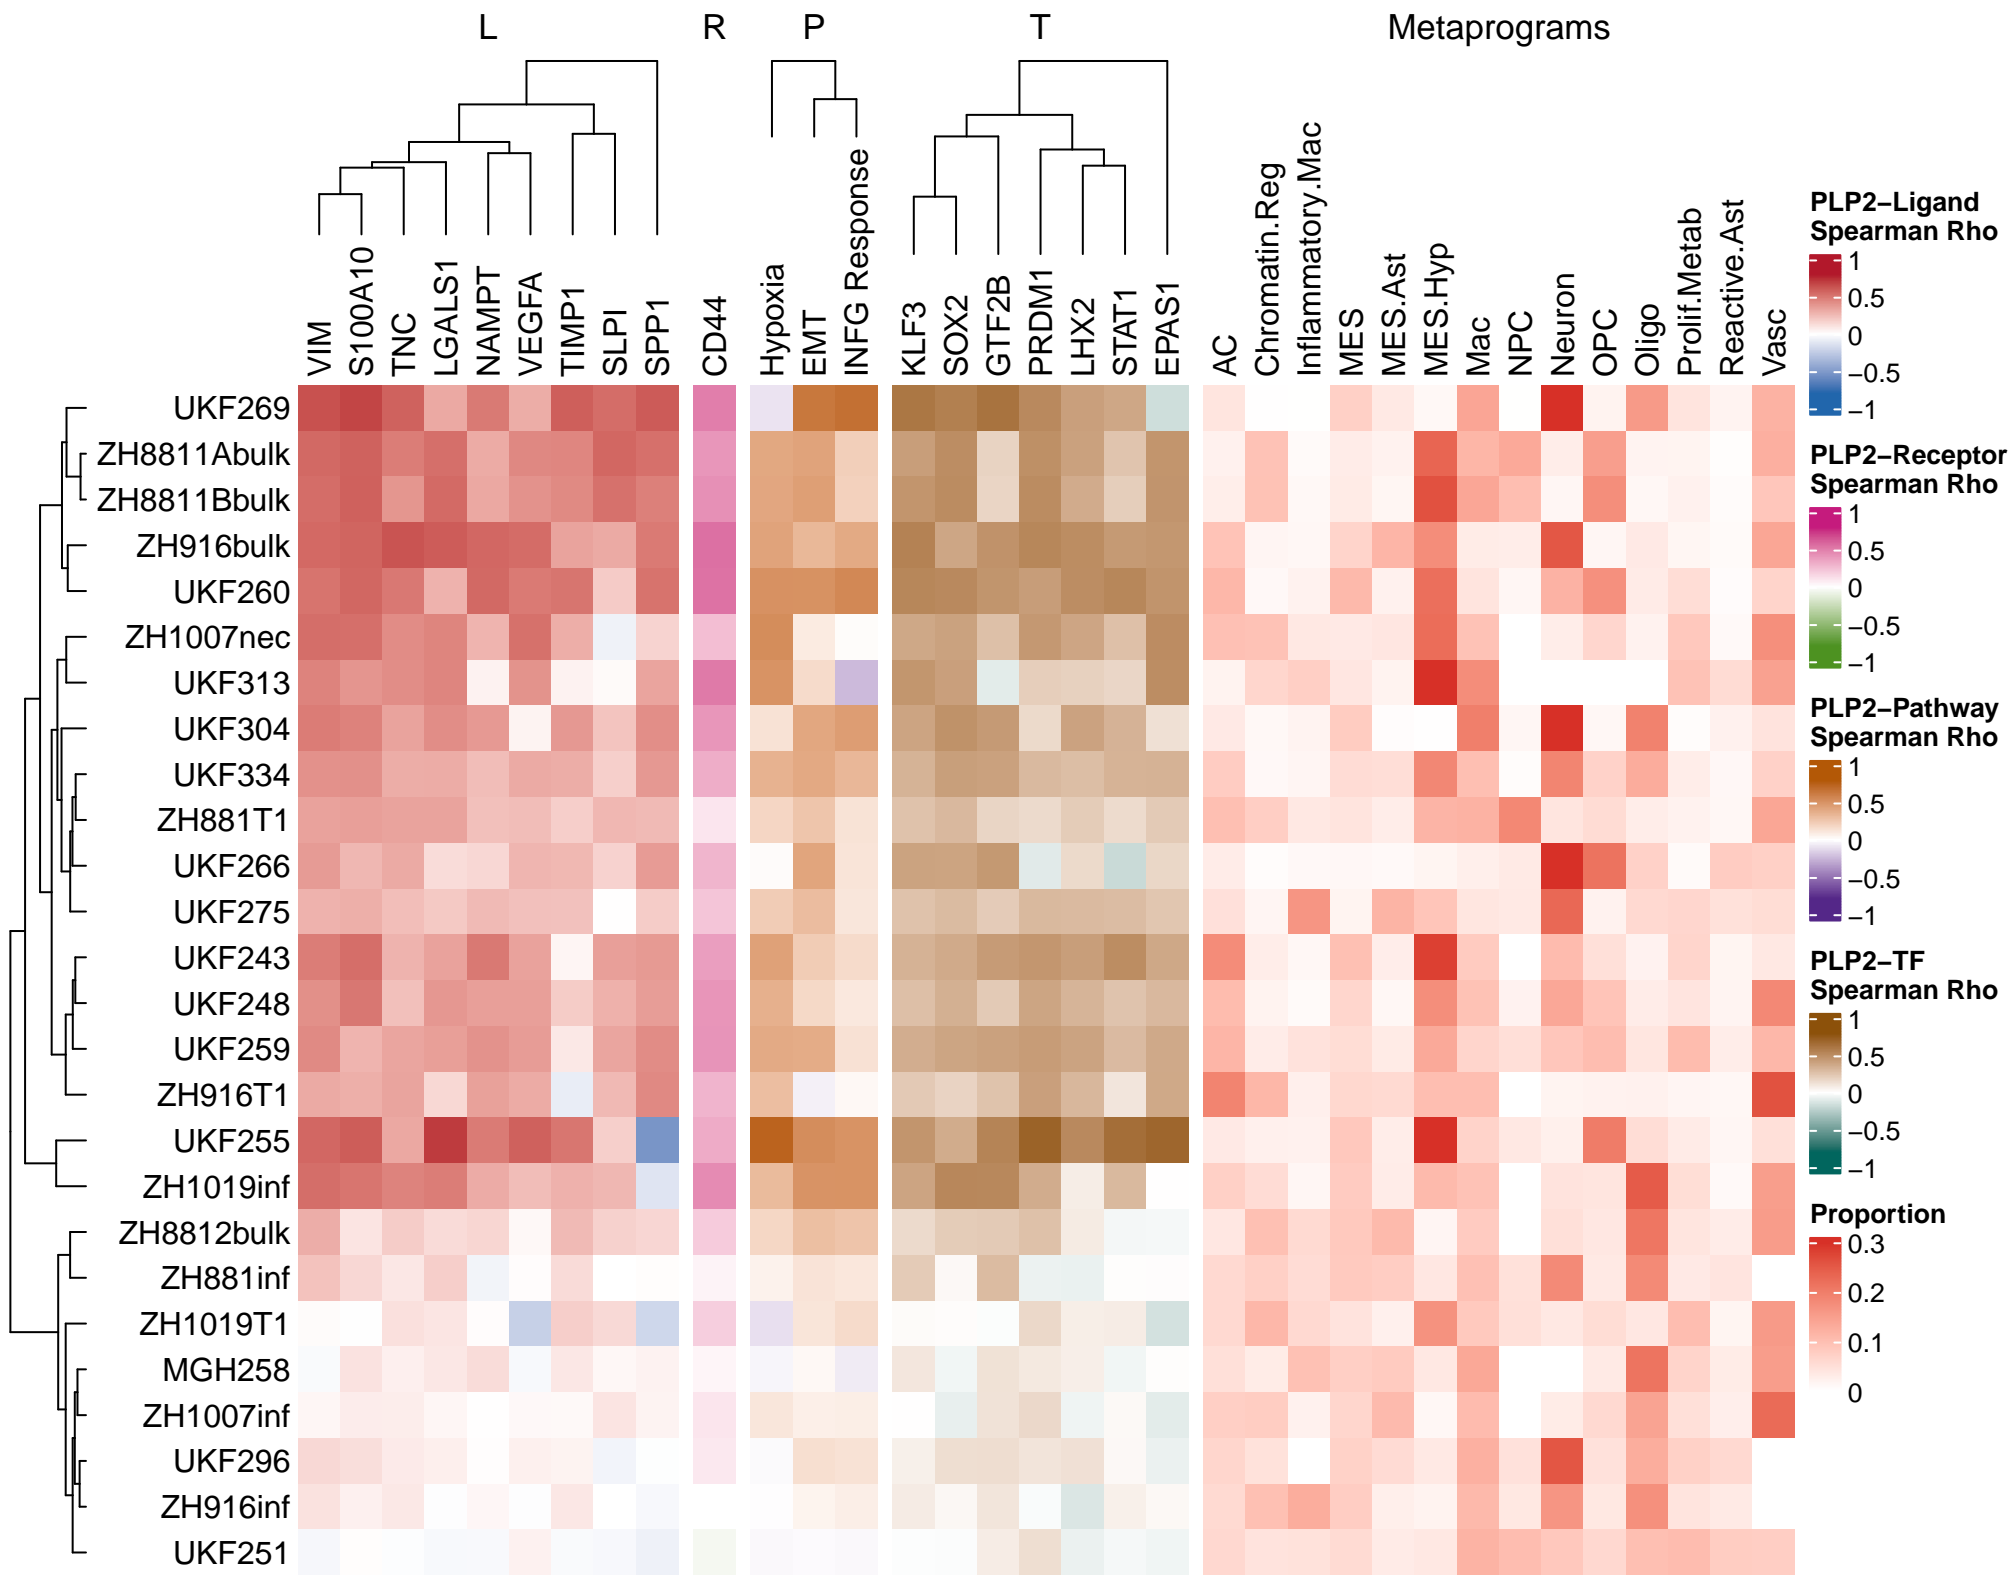 L
R
P
T
Metaprograms
VIM
S100A10
TNC
LGALS1
NAMPT
VEGFA
TIMP1
SLPI
SPP1
CD44
Hypoxia
EMT
INFG Response
KLF3
SOX2
GTF2B
PRDM1
LHX2
STAT1
EPAS1
AC
Chromatin.Reg
Inflammatory.Mac
MES
MES.Ast
MES.Hyp
Mac
NPC
Neuron
OPC
Oligo
Prolif.Metab
Reactive.Ast
Vasc
UKF269
ZH8811Abulk
ZH8811Bbulk
ZH916bulk
UKF260
ZH1007nec
UKF313
UKF304
UKF334
ZH881T1
UKF266
UKF275
UKF243
UKF248
UKF259
ZH916T1
UKF255
ZH1019inf
ZH8812bulk
ZH881inf
ZH1019T1
MGH258
ZH1007inf
UKF296
ZH916inf
UKF251
PLP2−Ligand
Spearman Rho
1
0.5
0
−0.5
−1
PLP2−Receptor
Spearman Rho
1
0.5
0
−0.5
−1
PLP2−Pathway
Spearman Rho
1
0.5
0
−0.5
−1
PLP2−TF
Spearman Rho
1
0.5
0
−0.5
−1
Proportion
0.3
0.2
0.1
0